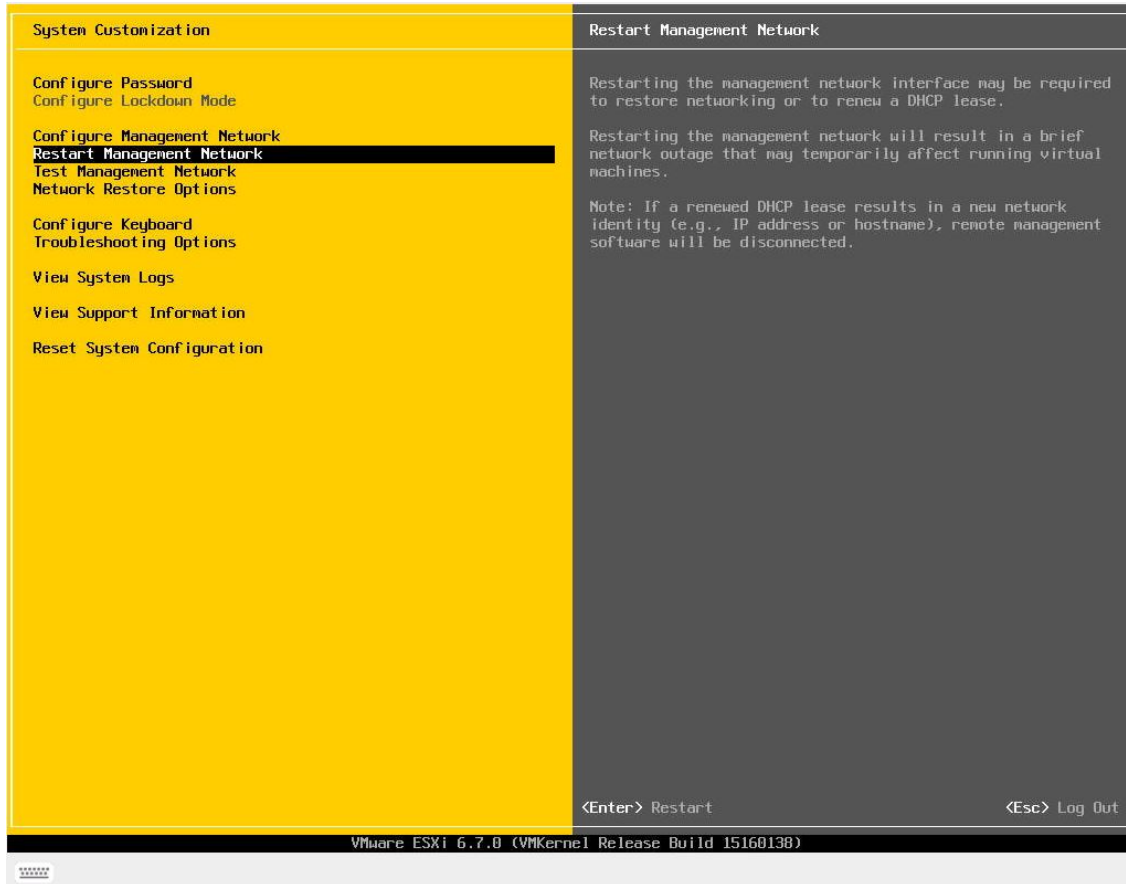 System Customization
Configure Password
Configure Lockdown Mode
Configure Management Network
Restart Management Network
Test Management Network
Network Restore Options
Configure Keyboard
Troubleshooting Options
View System Logs
View Support Information
Reset System Configuration
Restart Management Network
Restarting the management network interface may be required
to restore networking or to renew a DHCP lease.
Restarting the management network will result in a brief
network outage that may temporarily affect running virtual
machines.
Note: If a renewed DHCP lease results in a new network
identity (e.g., IP address or hostname), remote management
software will be disconnected.
<Enter> Restart
<Esc> Log Out
VMware ESXi 6.7.0 (VMKernel Release Build 15160138)